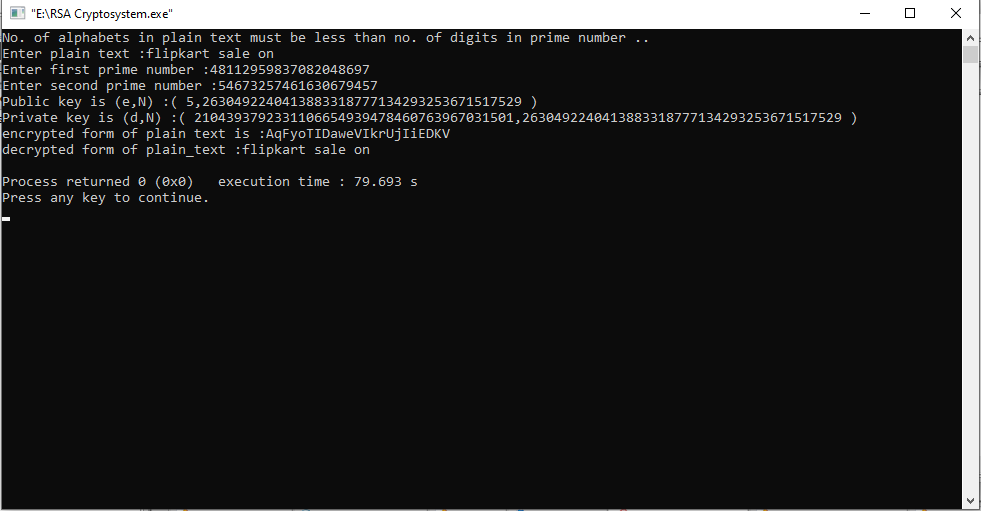 "E:\RSA Cryptosystem.exe"
No. of alphabets in plain text must be less than no. of digits in prime number ..
Enter plain text :flipkart sale on
Enter first prime number :48112959837082048697
Enter second prime number :54673257461630679457
Public key is (e,N) :( 5,2630492240413883318777134293253671517529 )
Private key is (d,N) :( 2104393792331106654939478460763967031501,2630492240413883318777134293253671517529 )
encrypted form of plain text is :AqFyoTIDaweVIkrUjIiEDKV
decrypted form of plain_text :flipkart sale on
Process returned 0 (0x0)   execution time : 79.693 s
Press any key to continue.